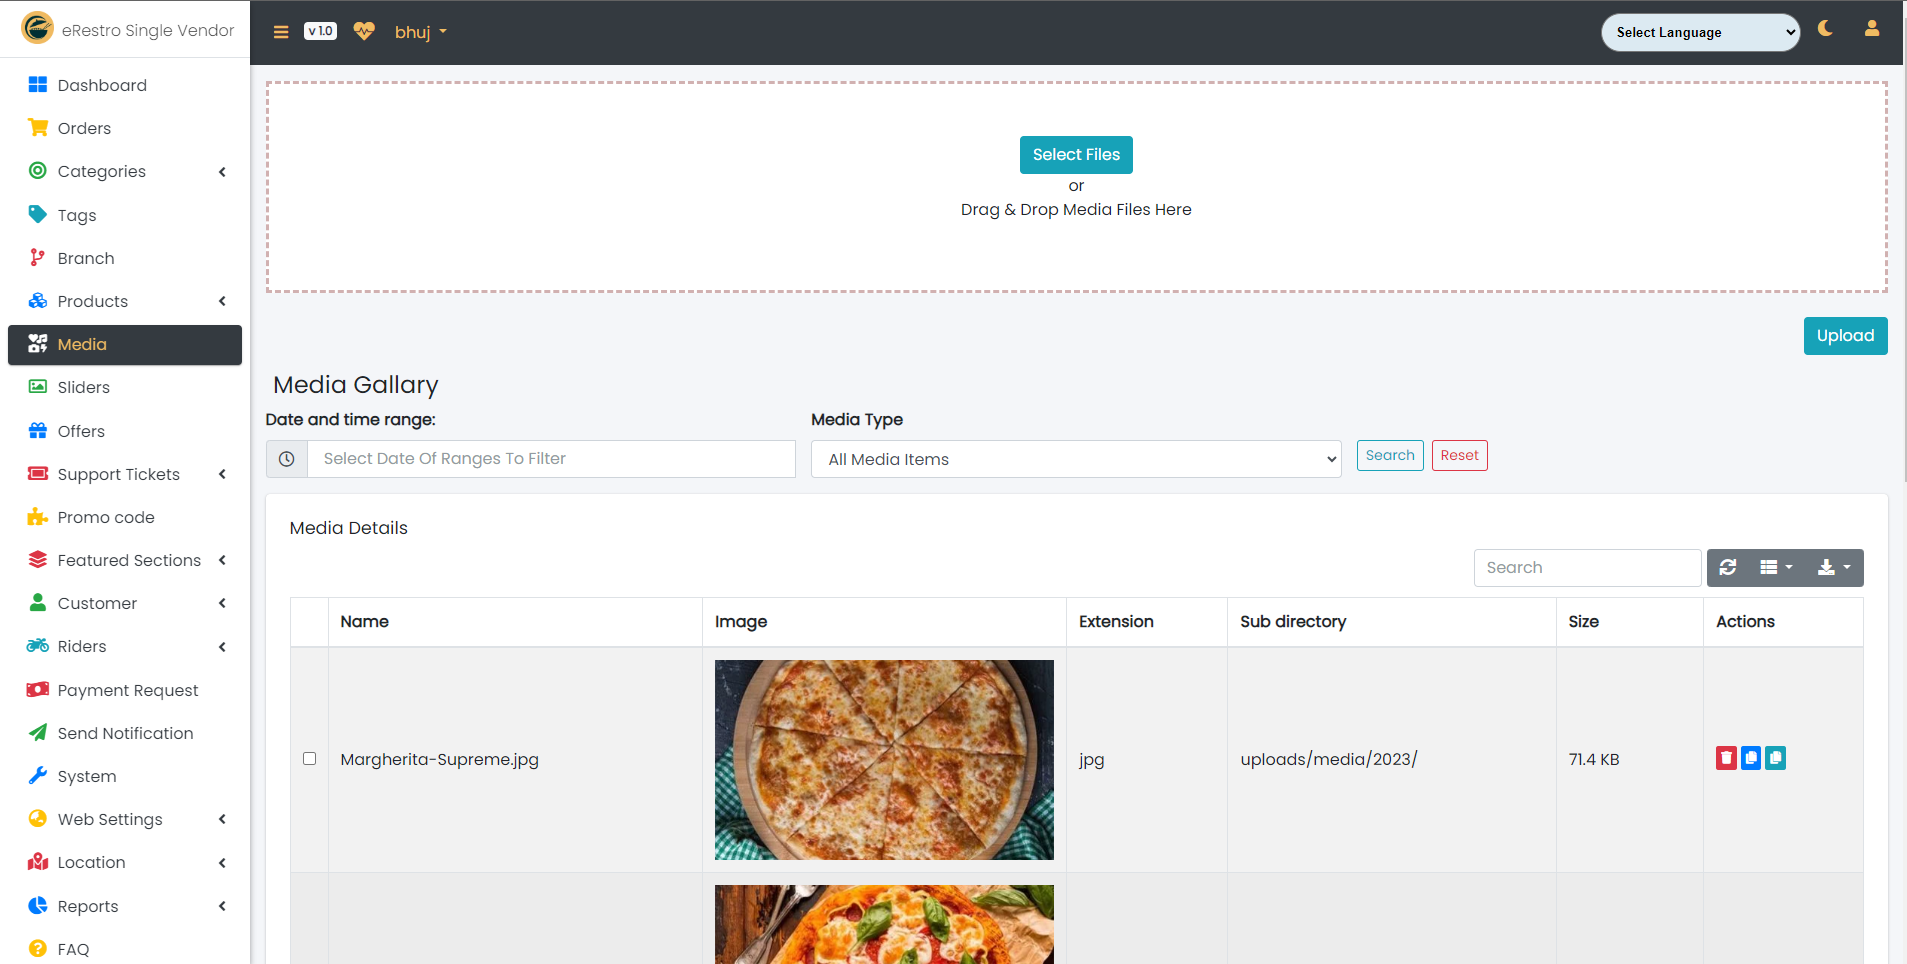 eRestro Single Vendor
v 1.0
bhuj
Select Language
Dashboard
Orders
Categories
Tags
Branch
Products
Media
Sliders
Offers
Support Tickets
Promo code
Featured Sections
Customer
Riders
Payment Request
Send Notification
System
Web Settings
Location
Reports
FAQ
Select Files
or
Drag & Drop Media Files Here
Upload
Media Gallary
Date and time range:
Media Type
Select Date Of Ranges To Filter
All Media Items
Search
Reset
Media Details
Search
Name
Image
Extension
Sub directory
Size
Actions
Margherita-Supreme.jpg
jpg
uploads/media/2023/
71.4 KB